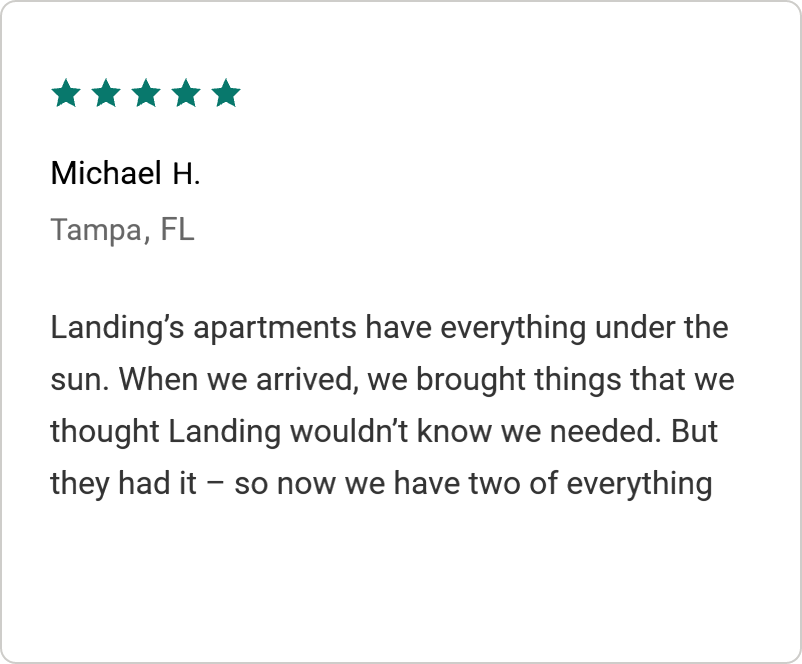 Michael H.
Tampa, FL
Landing’s apartments have everything under the
sun. When we arrived, we brought things that we
thought Landing wouldn’t know we needed. But
they had it – so now we have two of everything